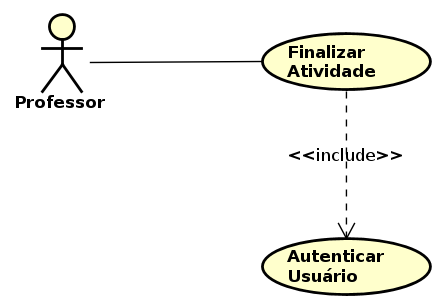 Finalizar
Atividade
Professor
<<include>>
Autenticar
Usuário